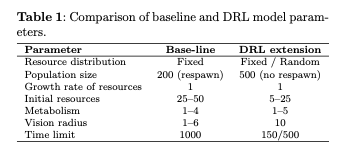 Table 1: Comparison of baseline and DRL model param-
eters.
Parameter Base-line DRL extension
Resource distribution Fixed Fixed / Random
Population size 200 (respawn) 500 (no respawn)
Growth rate of resources 1 1
Initial resources 25–50 5–25
Metabolism 1–4 1–5
Vision radius 1–6 10
Time limit 1000 150/500